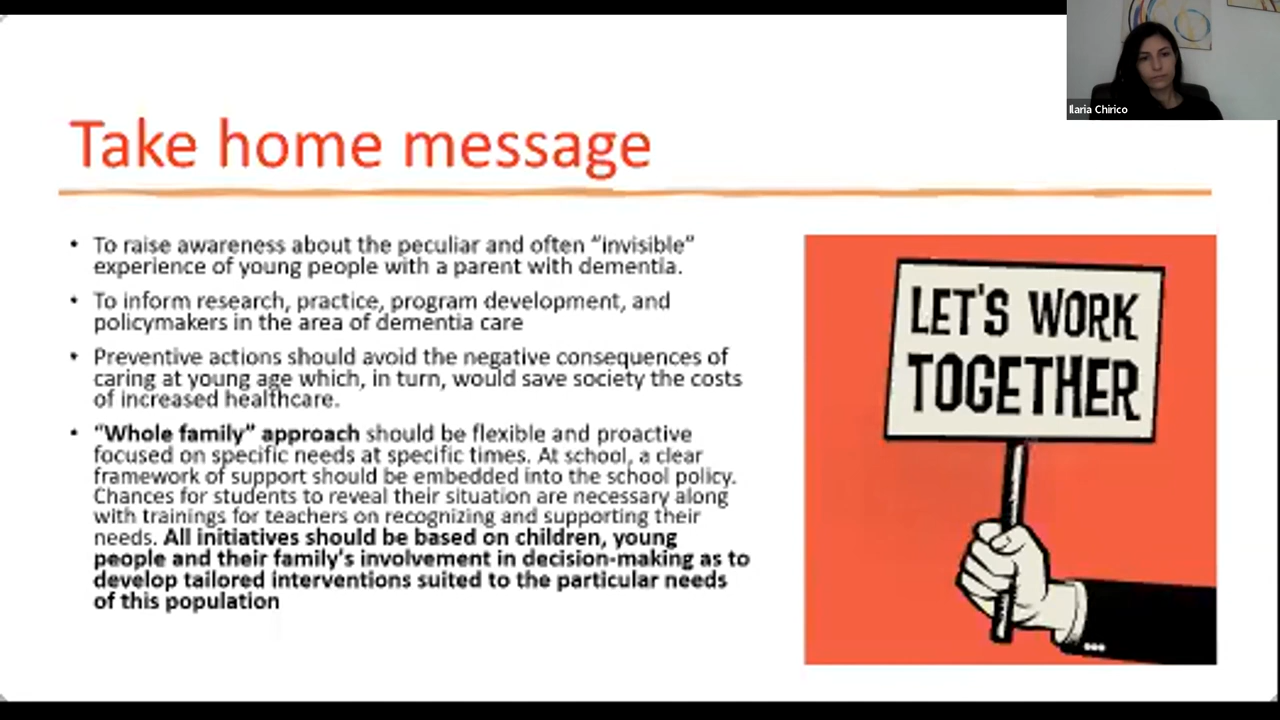 Ilaria Chirico
Take home message
• To raise awareness about the peculiar and often “invisible”
experience of young people with a parent with dementia.
• To inform research, practice, program development, and
policymakers in the area of dementia care
• Preventive actions should avoid the negative consequences of
caring at young age which, in turn, would save society the costs
of increased healthcare.
• “Whole family” approach should be flexible and proactive
focused on specific needs at specific times. At school, a clear
framework of support should be embedded into the school policy.
Chances for students to reveal their situation are necessary along
with trainings for teachers on recognizing and supporting their
needs. All initiatives should be based on children, young
people and their family’s involvement in decision-making as to
develop tailored interventions suited to the particular needs
of this population
LET'S WORK
TOGETHER